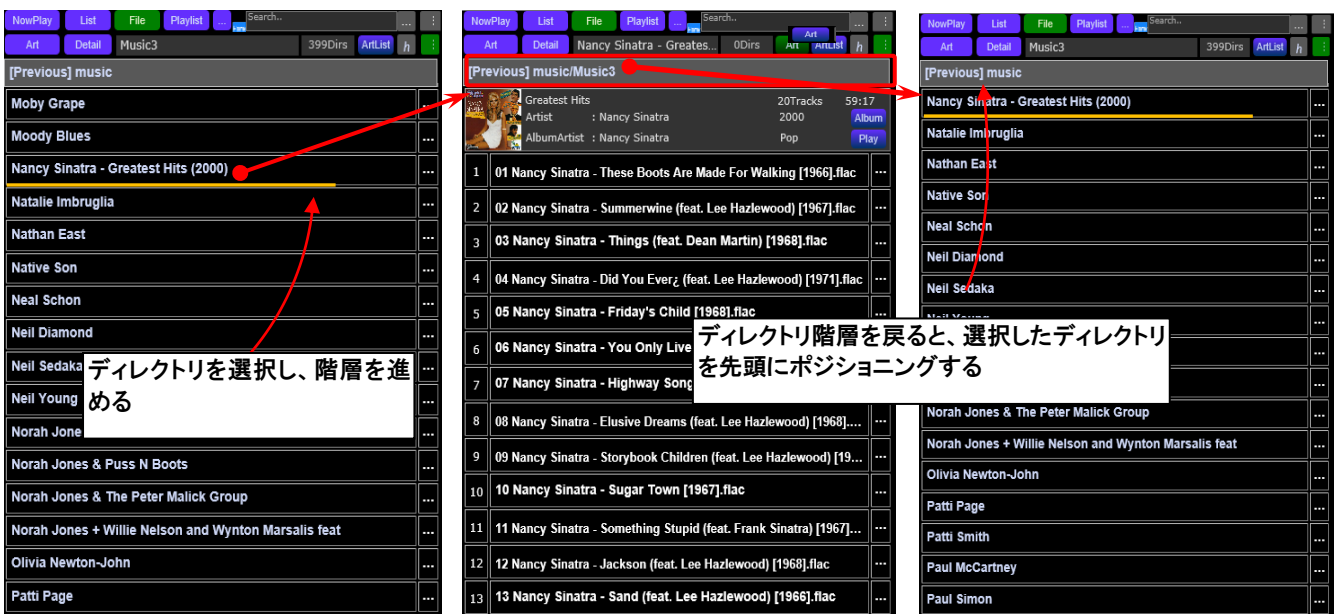 NowPlay List File Playlist ... Search.. ...
Art Detail Music3 399Dirs ArtList h
[Previous] music
Moby Grape ...
Moody Blues ...
Nancy Sinatra - Greatest Hits (2000) ...
Natalie Imbruglia ...
Nathan East ...
Native Son ...
Neal Schon ...
Neil Diamond ...
Neil Sedaka ...
Neil Young ...
Norah Jone ...
Norah Jones & Puss N Boots ...
Norah Jones & The Peter Malick Group ...
Norah Jones + Willie Nelson and Wynton Marsalis feat ...
Olivia Newton-John ...
Patti Page ...
ディレクトリを選択し、階層を進
める
NowPlay List File Playlist ... Search.. ...
Art
Art Detail Nancy Sinatra - Greates... 0Dirs Art ArtList h
[Previous] music/Music3
Greatest Hits 20Tracks 59:17
Artist : Nancy Sinatra 2000 Album
AlbumArtist : Nancy Sinatra Pop Play
1 01 Nancy Sinatra - These Boots Are Made For Walking [1966].flac ...
2 02 Nancy Sinatra - Summerwine (feat. Lee Hazlewood) [1967].flac ...
3 03 Nancy Sinatra - Things (feat. Dean Martin) [1968].flac ...
4 04 Nancy Sinatra - Did You Ever¿ (feat. Lee Hazlewood) [1971].flac ...
5 05 Nancy Sinatra - Friday's Child [1968].flac ...
6 06 Nancy Sinatra - You Only Live
7 07 Nancy Sinatra - Highway Song
8 08 Nancy Sinatra - Elusive Dreams (feat. Lee Hazlewood) [1968].... ...
9 09 Nancy Sinatra - Storybook Children (feat. Lee Hazlewood) [19... ...
10 10 Nancy Sinatra - Sugar Town [1967].flac ...
11 11 Nancy Sinatra - Something Stupid (feat. Frank Sinatra) [1967]... ...
12 12 Nancy Sinatra - Jackson (feat. Lee Hazlewood) [1968].flac ...
13 13 Nancy Sinatra - Sand (feat. Lee Hazlewood) [1966].flac ...
ディレクトリ階層を戻ると、選択したディレクトリ
を先頭にポジショニングする
NowPlay List File Playlist ... Search.. ...
Art Detail Music3 399Dirs ArtList h
[Previous] music
Nancy Sinatra - Greatest Hits (2000) ...
Natalie Imbruglia ...
Nathan East ...
Native Son ...
Neal Schon ...
Neil Diamond ...
Neil Sedaka ...
Neil Young ...
Norah Jones & The Peter Malick Group ...
Norah Jones + Willie Nelson and Wynton Marsalis feat ...
Olivia Newton-John ...
Patti Page ...
Patti Smith ...
Paul McCartney ...
Paul Simon ...